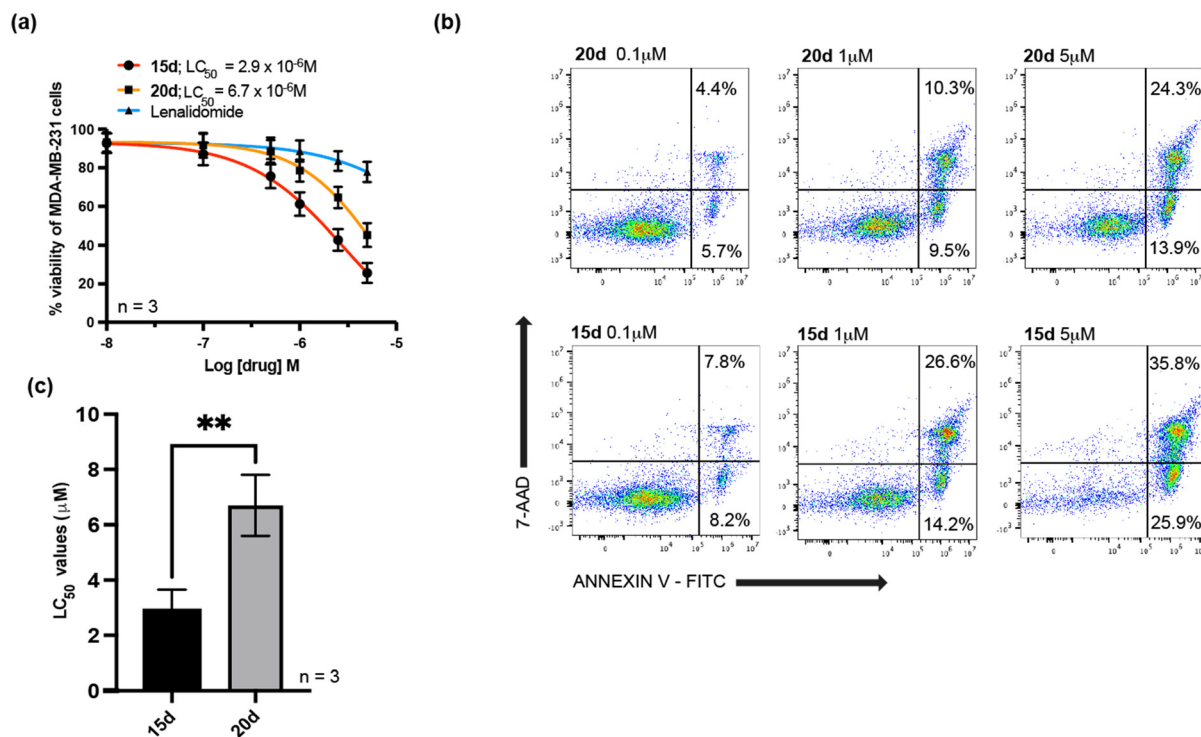 (a)
15d; LC50 = 2.9 x 10-6M
20d; LC50 = 6.7 x 10-6M
Lenalidomide
% viability of MDA-MB-231 cells
100
80
60
40
20
0
n = 3
-8
-7
-6
-5
Log [drug] M
(b)
20d 0.1μM
20d 1μM
20d 5μM
4.4%
10.3%
24.3%
5.7%
9.5%
13.9%
15d 0.1μM
15d 1μM
15d 5μM
7.8%
26.6%
35.8%
8.2%
14.2%
25.9%
7-AAD
ANNEXIN V - FITC
(c)
LC50 values (μM)
10
8
6
4
2
0
**
n = 3
15d
20d